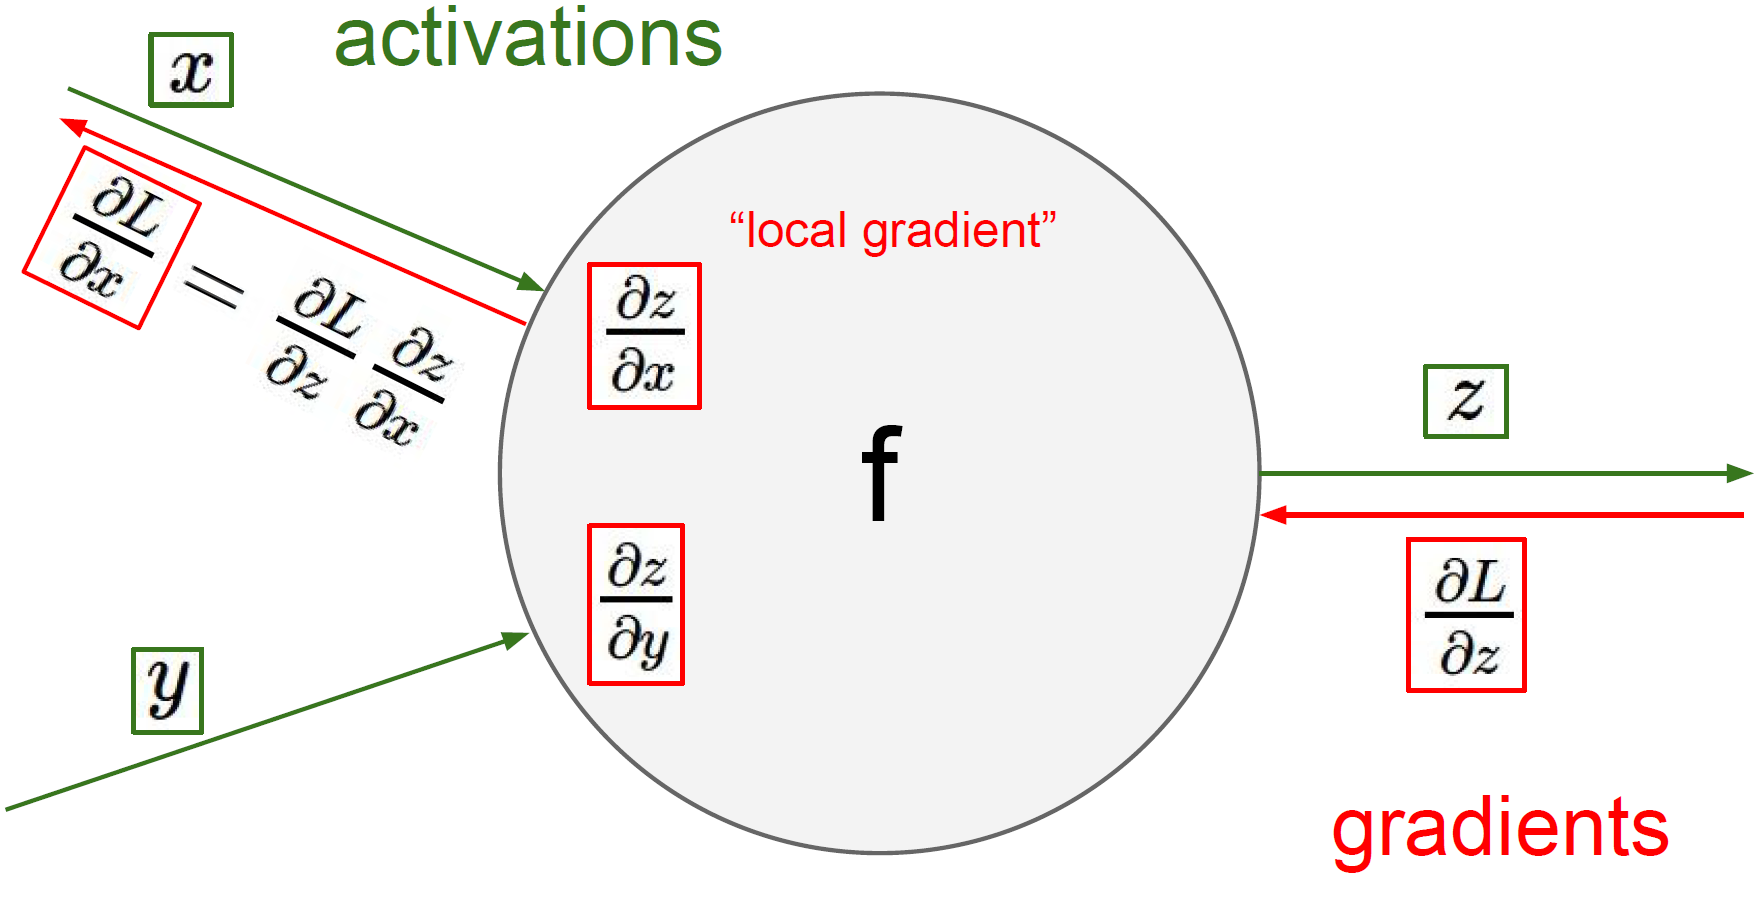 activations
x
∂L/∂x = ∂L/∂z ∂z/∂x
“local gradient”
∂z/∂x
f
z
∂z/∂y
∂L/∂z
y
gradients